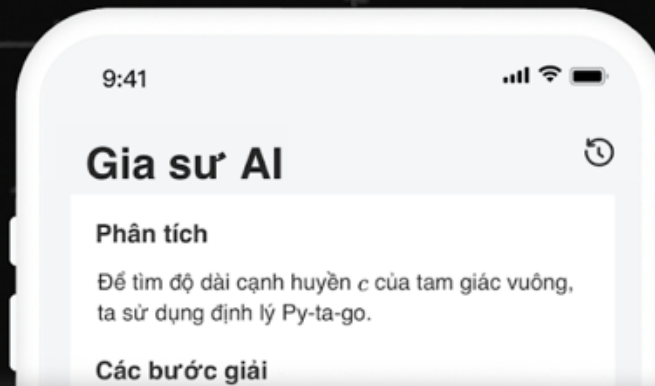 9:41
Gia sư AI
Phân tích
Để tìm độ dài cạnh huyền c của tam giác vuông,
ta sử dụng định lý Py-ta-go.
Các bước giải